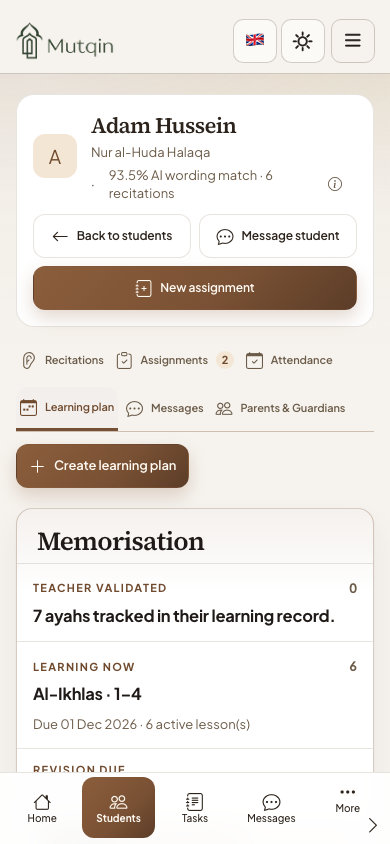 Mutqin
A
Adam Hussein
Nur al-Huda Halaqa
· 93.5% AI wording match · 6
recitations
Back to students
Message student
New assignment
Recitations
Assignments 2
Attendance
Learning plan
Messages
Parents & Guardians
Create learning plan
Memorisation
TEACHER VALIDATED 0
7 ayahs tracked in their learning record.
LEARNING NOW 6
Al-Ikhlas · 1–4
Due 01 Dec 2026 · 6 active lesson(s)
REVISION DUE
Home
Students
Tasks
Messages
More